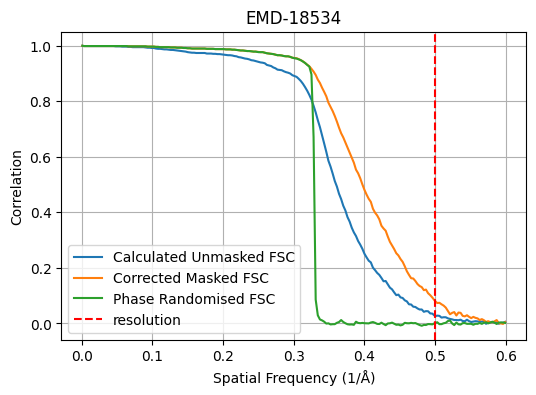 EMD-18534
1.0
0.8
0.6
0.4
0.2
0.0
Correlation
Calculated Unmasked FSC
Corrected Masked FSC
Phase Randomised FSC
resolution
0.0 0.1 0.2 0.3 0.4 0.5 0.6
Spatial Frequency (1/Å)